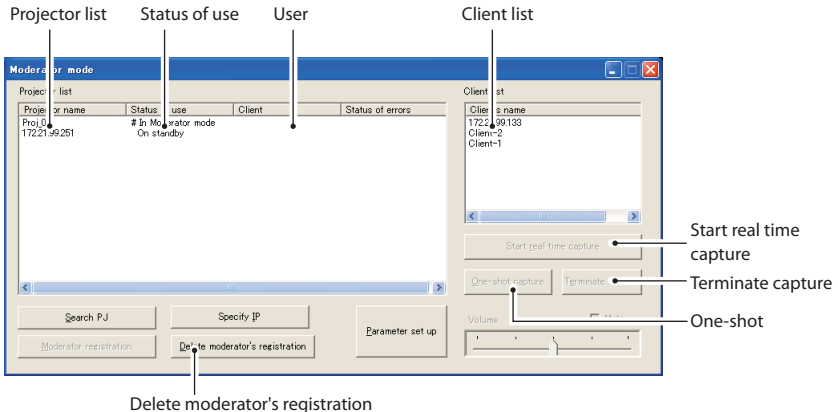 Projector list Status of use User Client list
Moderator mode
Projector list Client list
Projector name Status of use Client Status of errors Clients name
Proj_0 # In Moderator mode 172.2 .99.133
172.21.99.251 On standby Client-2
Client-1
Start real time capture
Start real time
capture
One-shot capture Terminate
Terminate capture
Search PJ Specify IP
Parameter set up
Volume
One-shot
Moderator registration Delete moderator's registration
Delete moderator's registration